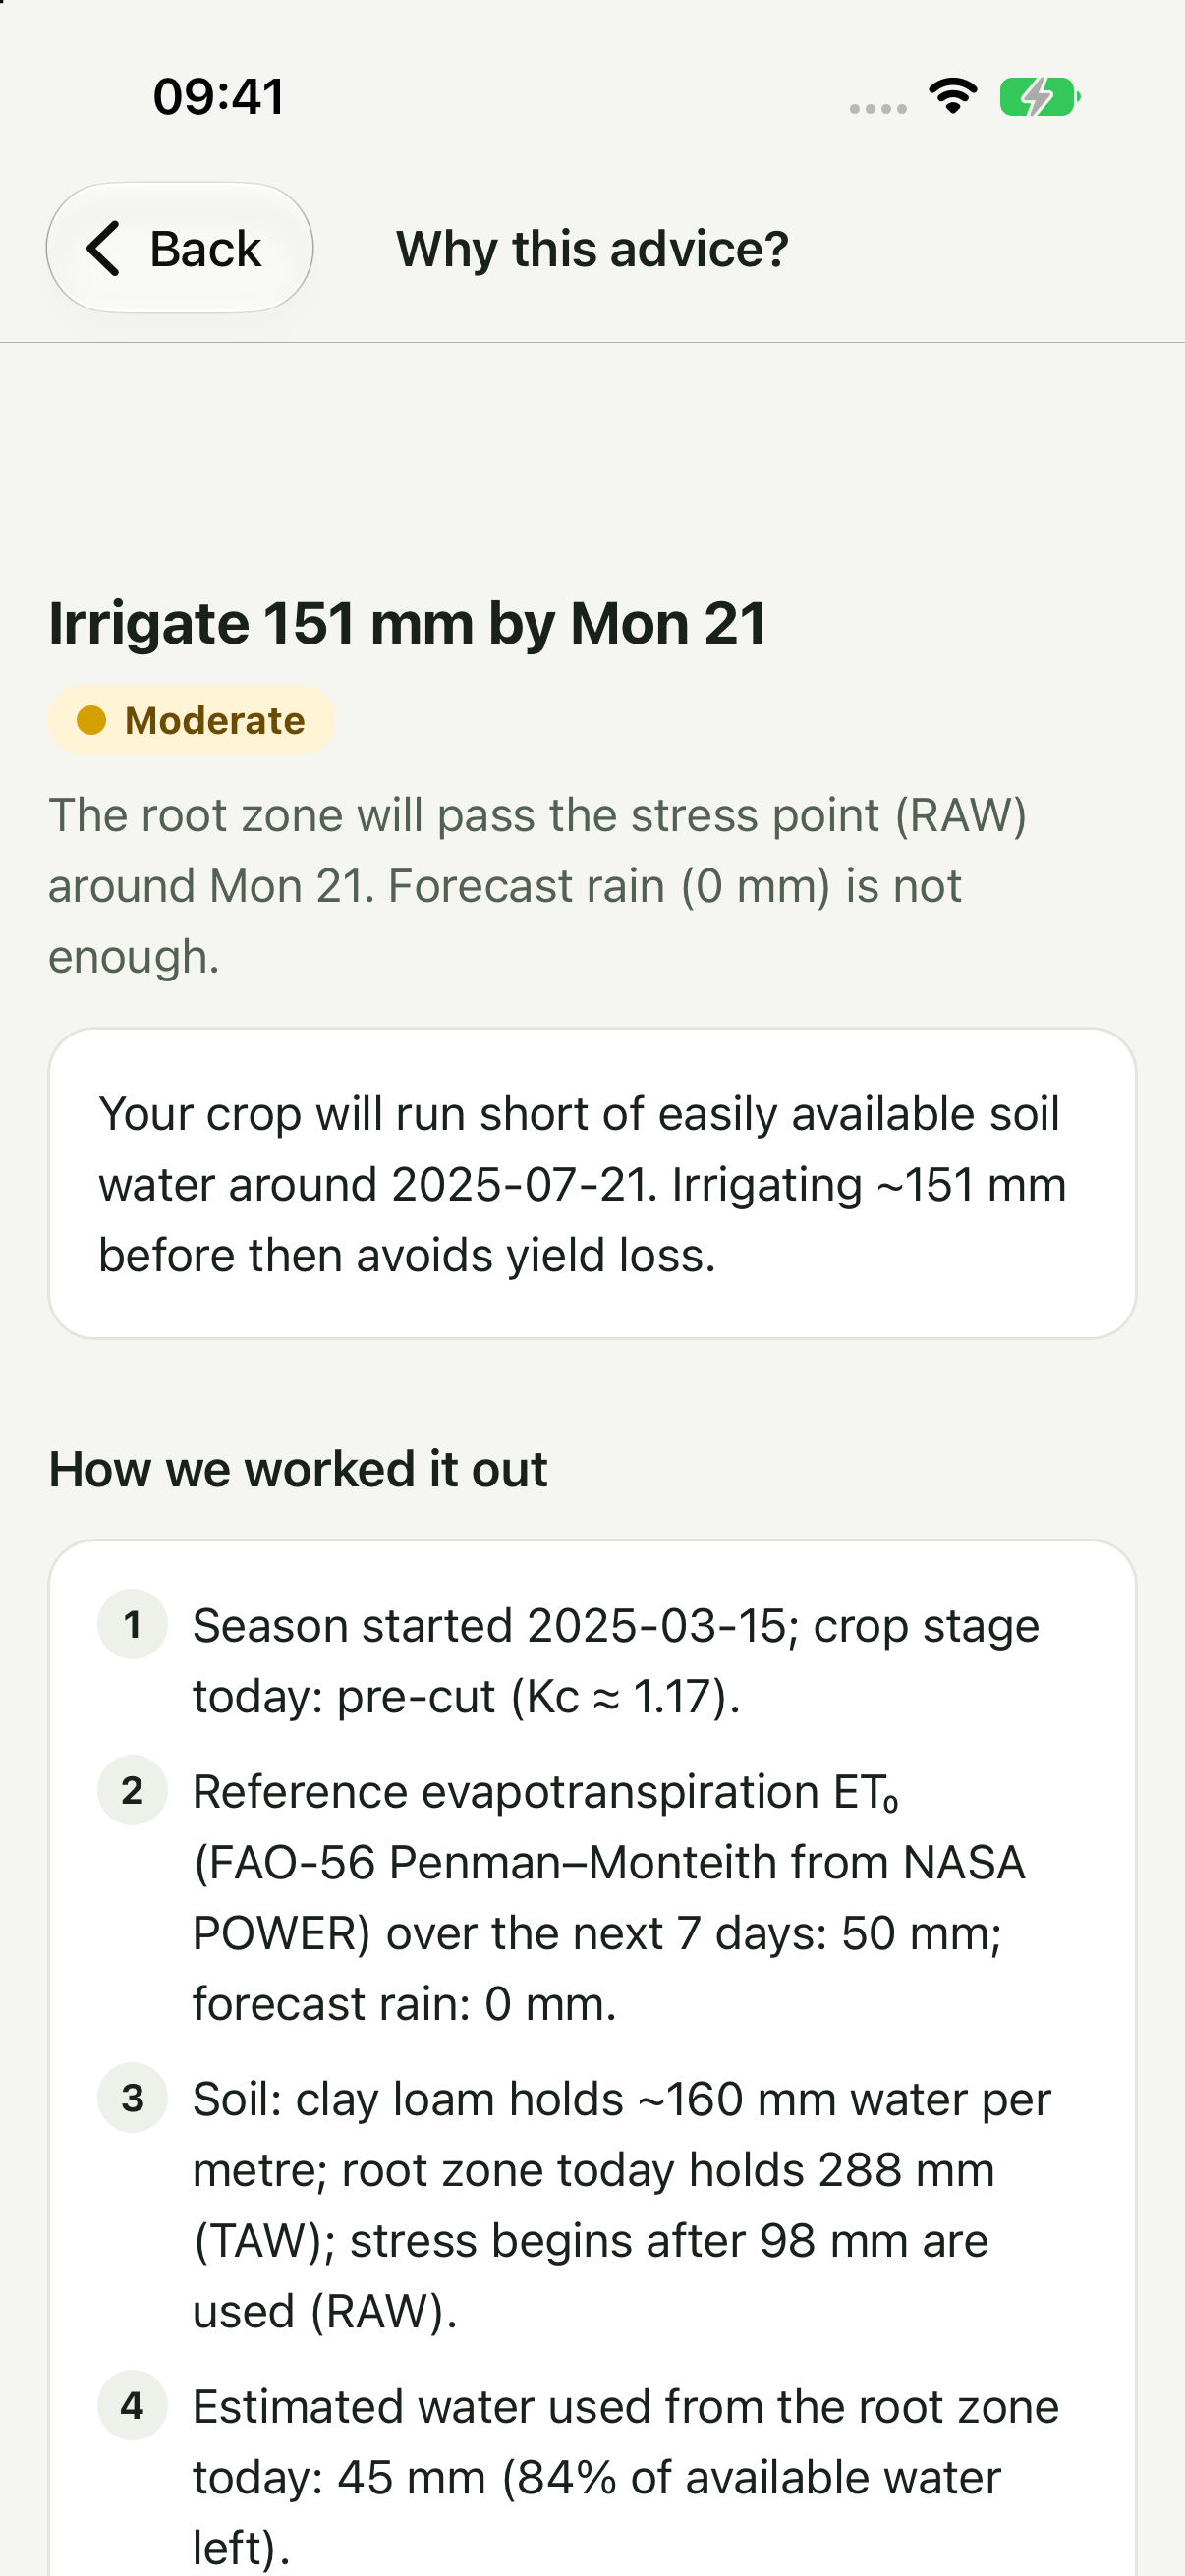 09:41
Back
Why this advice?
Irrigate 151 mm by Mon 21
Moderate
The root zone will pass the stress point (RAW)
around Mon 21. Forecast rain (0 mm) is not
enough.
Your crop will run short of easily available soil
water around 2025-07-21. Irrigating ~151 mm
before then avoids yield loss.
How we worked it out
1 Season started 2025-03-15; crop stage
today: pre-cut (Kc ≈ 1.17).
2 Reference evapotranspiration ET₀
(FAO-56 Penman–Monteith from NASA
POWER) over the next 7 days: 50 mm;
forecast rain: 0 mm.
3 Soil: clay loam holds ~160 mm water per
metre; root zone today holds 288 mm
(TAW); stress begins after 98 mm are
used (RAW).
4 Estimated water used from the root zone
today: 45 mm (84% of available water
left).